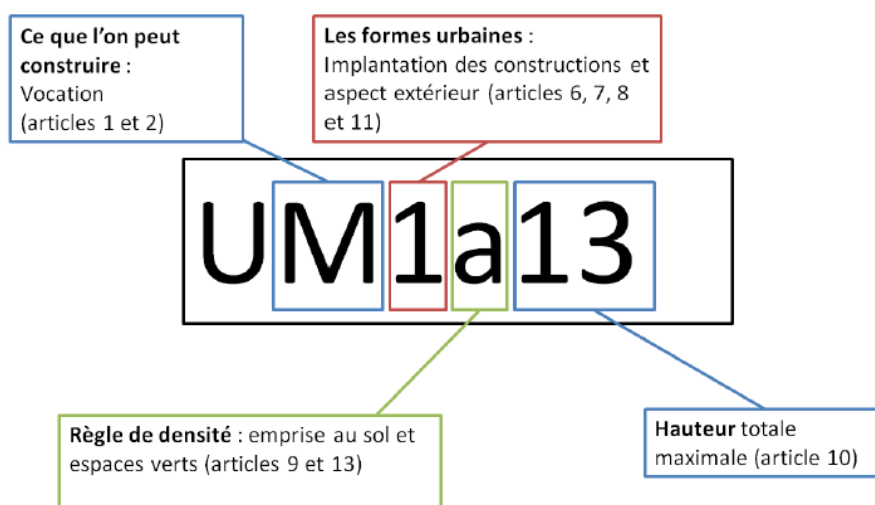 Ce que l’on peut
construire :
Vocation
(articles 1 et 2)
Les formes urbaines :
Implantation des constructions et
aspect extérieur (articles 6, 7, 8
et 11)
UM1a13
Règle de densité : emprise au sol et
espaces verts (articles 9 et 13)
Hauteur totale
maximale (article 10)